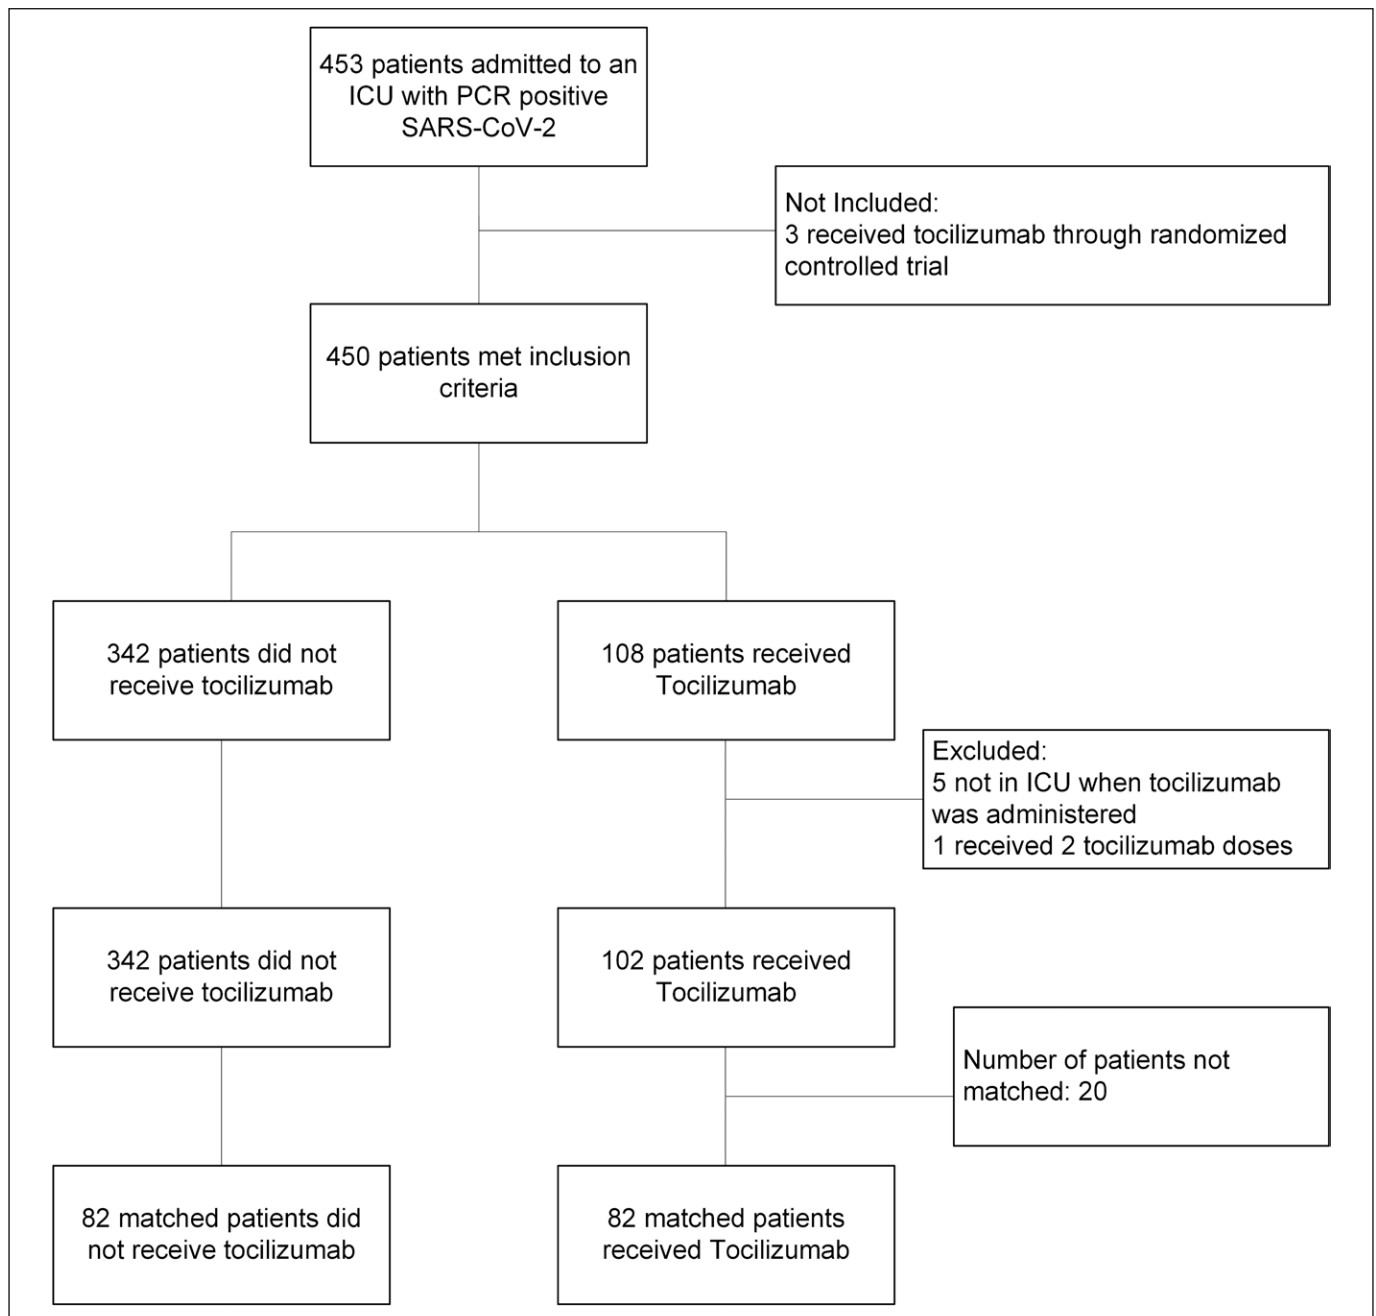 453 patients admitted to an
ICU with PCR positive
SARS-CoV-2
Not Included:
3 received tocilizumab through randomized
controlled trial
450 patients met inclusion
criteria
342 patients did not
receive tocilizumab
108 patients received
Tocilizumab
Excluded:
5 not in ICU when tocilizumab
was administered
1 received 2 tocilizumab doses
342 patients did not
receive tocilizumab
102 patients received
Tocilizumab
Number of patients not
matched: 20
82 matched patients did
not receive tocilizumab
82 matched patients
received Tocilizumab